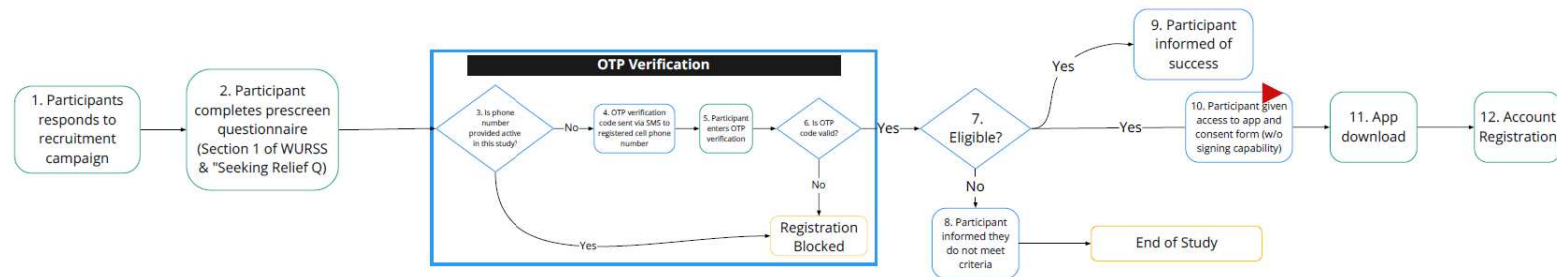 1. Participants
responds to
recruitment
campaign
2. Participant
completes prescreen
questionnaire
(Section 1 of WURSS
& "Seeking Relief Q)
OTP Verification
3. Is phone
number
provided active
in this study?
No
4. OTP verification
code sent via SMS to
registered cell phone
number
5. Participant
enters OTP
verification
6. Is OTP
code valid?
No
Yes
Registration
Blocked
Yes
7.
Eligible?
Yes
9. Participant
informed of
success
Yes
10. Participant given
access to app and
consent form (w/o
signing capability)
11. App
download
12. Account
Registration
No
8. Participant
informed they
do not meet
criteria
End of Study